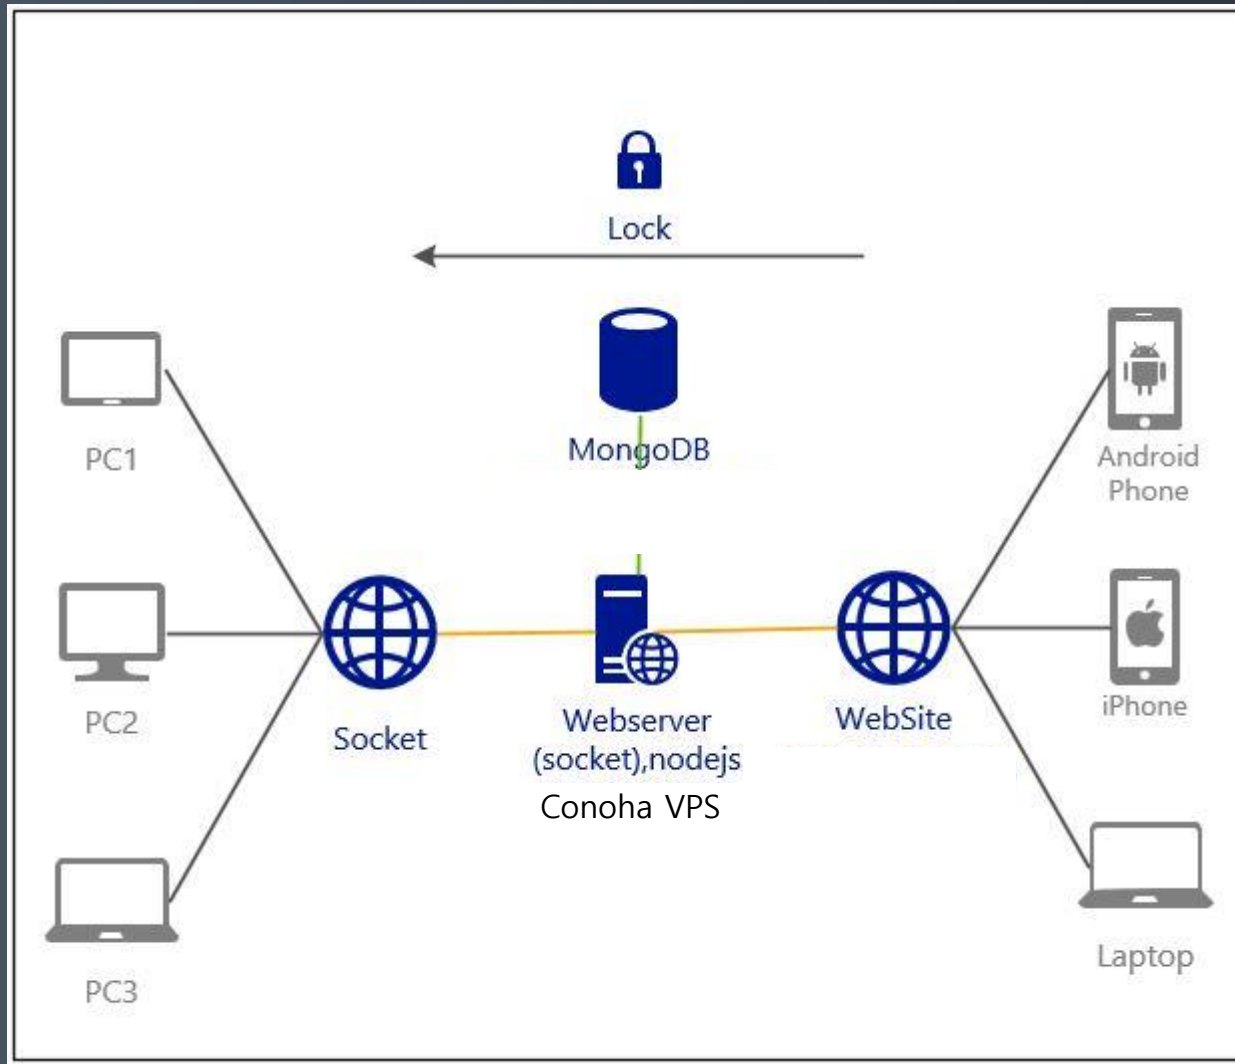 Lock
MongoDB
PC1
Android
Phone
PC2
Socket
Webserver
(socket),nodejs
Conoha VPS
WebSite
iPhone
PC3
Laptop